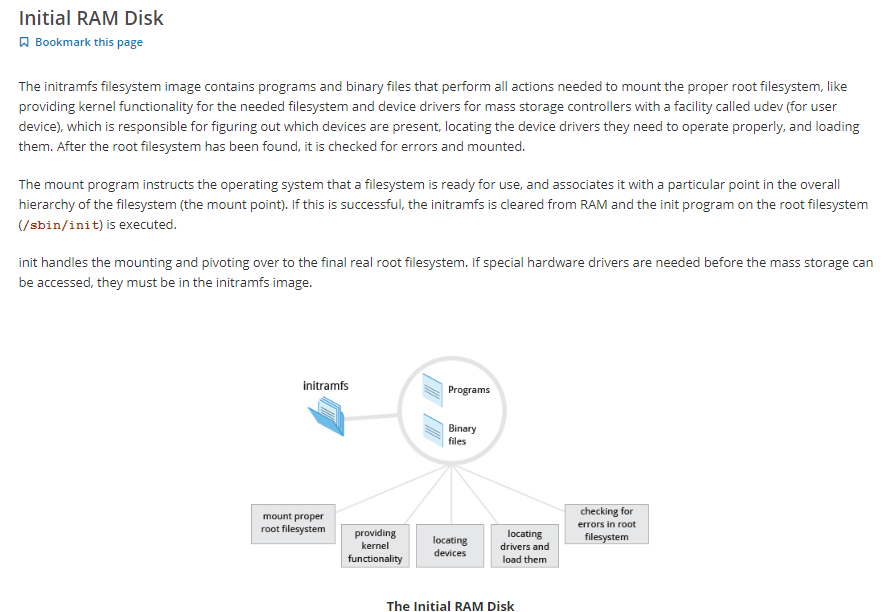 Initial RAM Disk
Bookmark this page
The initramfs filesystem image contains programs and binary files that perform all actions needed to mount the proper root filesystem, like
providing kernel functionality for the needed filesystem and device drivers for mass storage controllers with a facility called udev (for user
device), which is responsible for figuring out which devices are present, locating the device drivers they need to operate properly, and loading
them. After the root filesystem has been found, it is checked for errors and mounted.
The mount program instructs the operating system that a filesystem is ready for use, and associates it with a particular point in the overall
hierarchy of the filesystem (the mount point). If this is successful, the initramfs is cleared from RAM and the init program on the root filesystem
(/sbin/init) is executed.
init handles the mounting and pivoting over to the final real root filesystem. If special hardware drivers are needed before the mass storage can
be accessed, they must be in the initramfs image.
initramfs
Programs
Binary
files
mount proper
root filesystem
providing
kernel
functionality
locating
devices
locating
drivers and
load them
checking for
errors in root
filesystem
The Initial RAM Disk